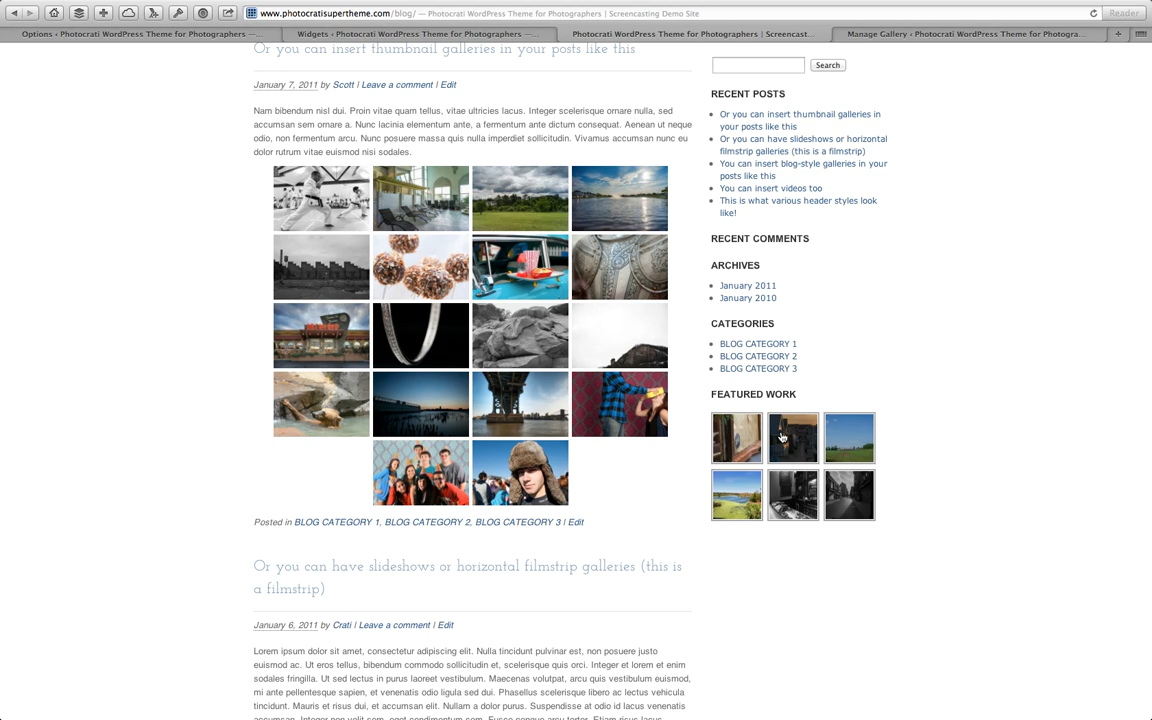 www.photocratisupertheme.com/blog/ — Photocrati WordPress Theme for Photographers | Screencasting Demo Site
Reader
Options ‹ Photocrati WordPress Theme for Photographers —...
Widgets ‹ Photocrati WordPress Theme for Photographers —...
Photocrati WordPress Theme for Photographers | Screencast...
Manage Gallery ‹ Photocrati WordPress Theme for Photogra...
Or you can insert thumbnail galleries in your posts like this
January 7, 2011 by Scott | Leave a comment | Edit
Nam bibendum nisl dui. Proin vitae quam tellus, vitae ultricies lacus. Integer scelerisque ornare nulla, sed
accumsan sem ornare a. Nunc lacinia elementum ante, a fermentum ante dictum consequat. Aenean ut neque
odio, non fermentum arcu. Nunc posuere massa quis nulla imperdiet sollicitudin. Vivamus accumsan nunc eu
dolor rutrum vitae euismod nisi sodales.
Posted in BLOG CATEGORY 1, BLOG CATEGORY 2, BLOG CATEGORY 3 | Edit
Or you can have slideshows or horizontal filmstrip galleries (this is
a filmstrip)
January 6, 2011 by Crati | Leave a comment | Edit
Lorem ipsum dolor sit amet, consectetur adipiscing elit. Nulla tincidunt pulvinar est, non posuere justo
euismod ac. Ut eros tellus, bibendum commodo sollicitudin et, scelerisque quis orci. Integer et lorem et enim
sodales fringilla. Ut sed lectus in purus laoreet vestibulum. Maecenas volutpat, arcu quis vestibulum euismod,
mi ante pellentesque sapien, et venenatis odio ligula sed dui. Phasellus scelerisque libero ac lectus vehicula
tincidunt. Mauris et risus dui, et accumsan elit. Nullam a dolor purus. Suspendisse at odio id lacus venenatis
accumsan. Integer non velit sem, eget condimentum sem. Fusce congue arcu tortor. Etiam risus lacus,
Search
RECENT POSTS
Or you can insert thumbnail galleries in
your posts like this
Or you can have slideshows or horizontal
filmstrip galleries (this is a filmstrip)
You can insert blog-style galleries in your
posts like this
You can insert videos too
This is what various header styles look
like!
RECENT COMMENTS
ARCHIVES
January 2011
January 2010
CATEGORIES
BLOG CATEGORY 1
BLOG CATEGORY 2
BLOG CATEGORY 3
FEATURED WORK